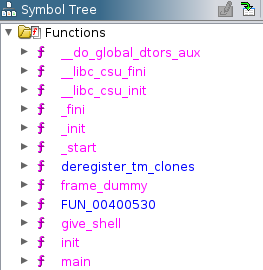 Symbol Tree
Functions
__do_global_dtors_aux
__libc_csu_fini
__libc_csu_init
_fini
_init
_start
deregister_tm_clones
frame_dummy
FUN_00400530
give_shell
init
main